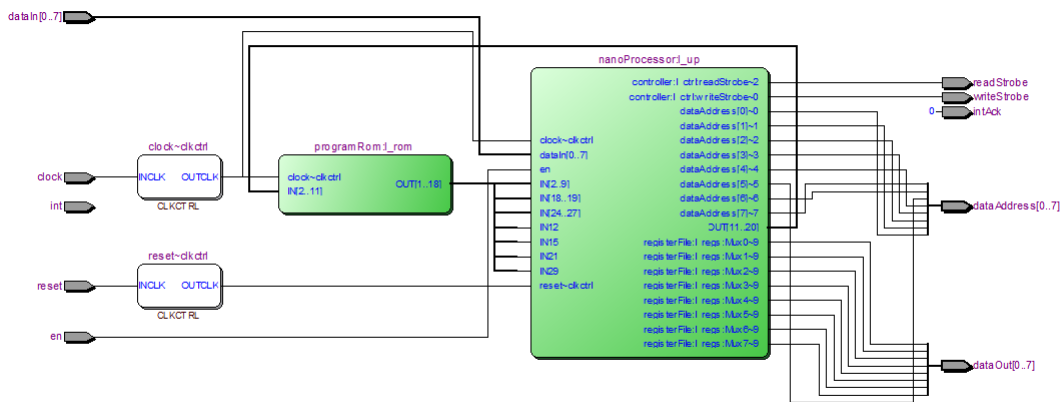 dataIn[0..7]
nanoProcessor:I_up
controller:I_ctrl:readStrobe~2
controller:I_ctrl:writeStrobe~0
dataAddress[0]~0
dataAddress[1]~1
dataAddress[2]~2
dataAddress[3]~3
dataAddress[4]~4
dataAddress[5]~5
dataAddress[6]~6
dataAddress[7]~7
OUT[11..20]
registerFile:I_regs:Mux0~9
registerFile:I_regs:Mux1~9
registerFile:I_regs:Mux2~9
registerFile:I_regs:Mux3~9
registerFile:I_regs:Mux4~9
registerFile:I_regs:Mux5~9
registerFile:I_regs:Mux6~9
registerFile:I_regs:Mux7~9
clock~clkctrl
dataIn[0..7]
en
IN[2..9]
IN[18..19]
IN[24..27]
IN12
IN15
IN21
IN29
reset~clkctrl
readStrobe
writeStrobe
0 intAck
dataAddress[0..7]
dataOut[0..7]
clock~clkctrl
INCLK OUTCLK
CLKCTRL
programRom:I_rom
clock~clkctrl
IN[2..11]
OUT[1..18]
clock
int
reset~clkctrl
INCLK OUTCLK
CLKCTRL
reset
en